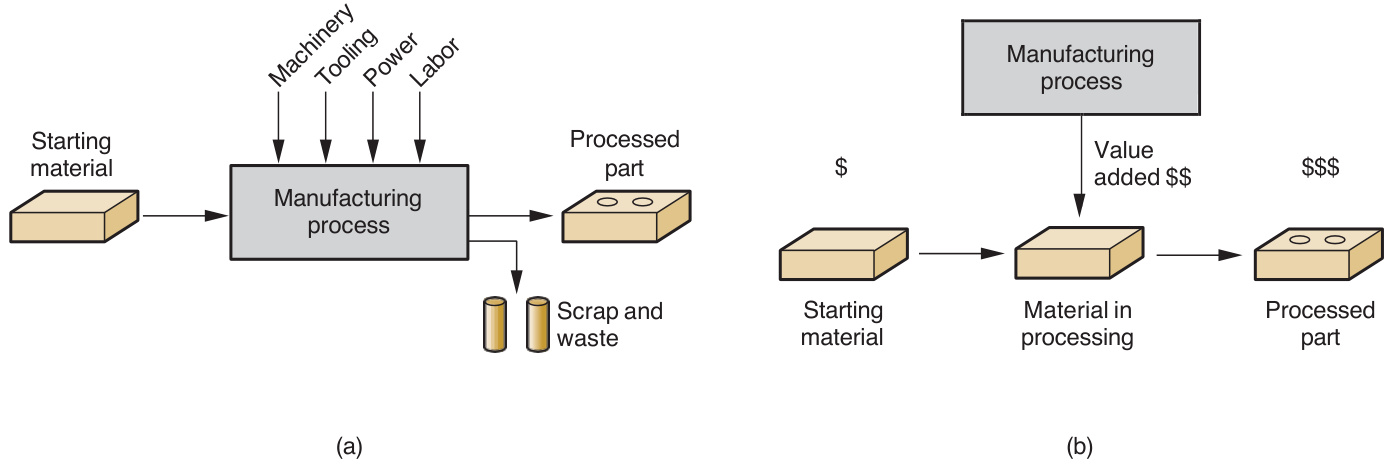 Machinery
Tooling
Power
Labor
Starting
material
Manufacturing
process
Processed
part
Scrap and
waste
(a)
Manufacturing
process
Value
added $$
$
$$$
Starting
material
Material in
processing
Processed
part
(b)